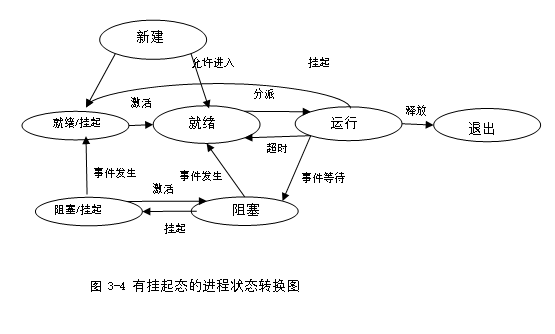 新建
允许进入
挂起
分派
激活
释放
就绪/挂起
就绪
运行
退出
超时
事件发生
事件发生
事件等待
激活
阻塞/挂起
阻塞
挂起
图 3-4 有挂起态的进程状态转换图